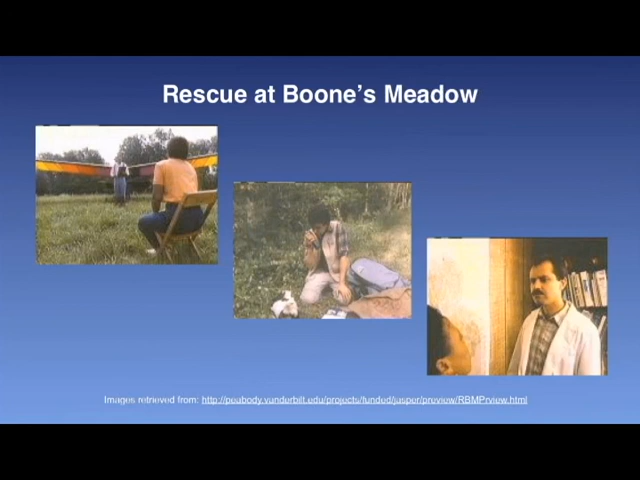 Rescue at Boone's Meadow
Images retrieved from: http://peabody.vanderbilt.edu/projects/funded/jasper/preview/RBMPrview.html